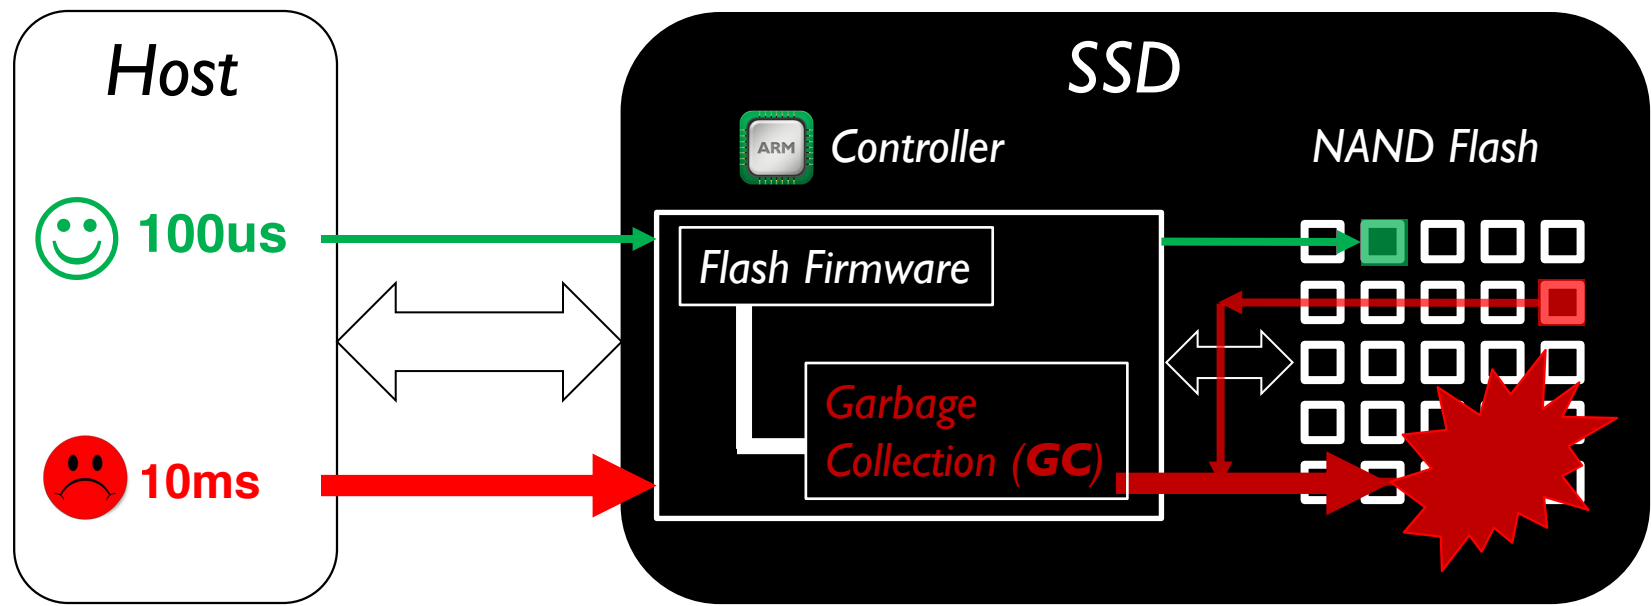 Host
SSD
ARM
Controller
NAND Flash
100us
Flash Firmware
Garbage
Collection (GC)
10ms